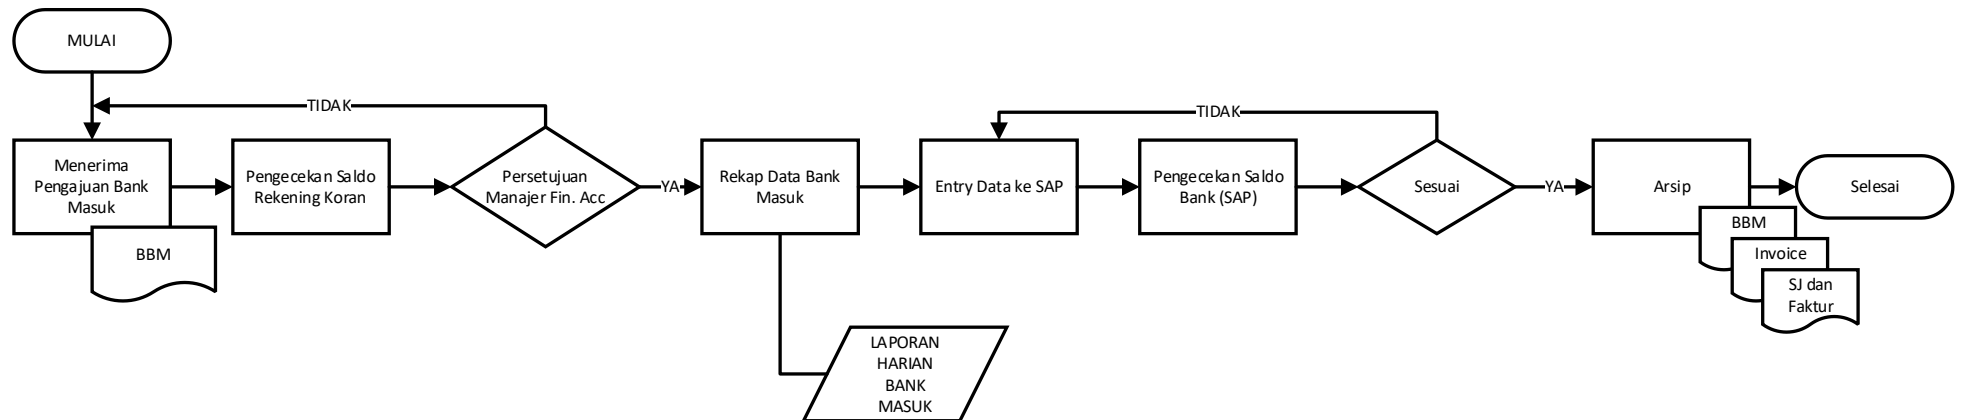 MULAI
TIDAK
TIDAK
Menerima
Pengajuan Bank
Masuk
BBM
Pengecekan Saldo
Rekening Koran
Persetujuan
Manajer Fin. Acc
YA
Rekap Data Bank
Masuk
LAPORAN
HARIAN
BANK
MASUK
Entry Data ke SAP
Pengecekan Saldo
Bank (SAP)
Sesuai
YA
Arsip
BBM
Invoice
SJ dan
Faktur
Selesai